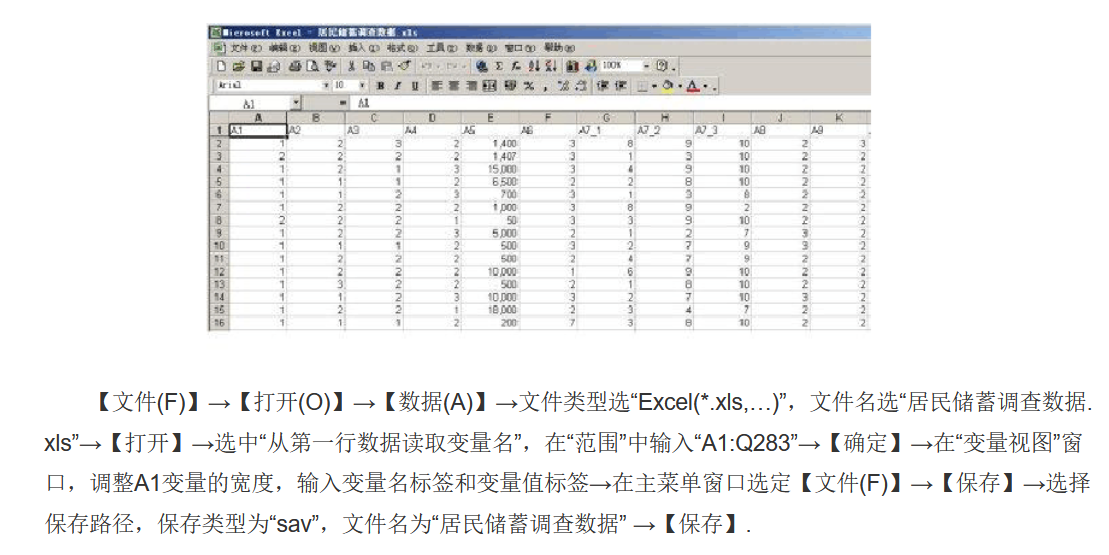 Microsoft Excel - 居民储蓄调查数据.xls
文件(F) 编辑(E) 视图(V) 插入(I) 格式(O) 工具(T) 数据(D) 窗口(W) 帮助(H)
100%
Arial 10 B I U
A1 = A1
A B C D E F G H I J K
1 A1 A2 A3 A4 A5 A6 A7_1 A7_2 A7_3 A8 A9
2 1 2 3 2 1,400 3 8 9 10 2 3
3 2 2 2 2 1,407 3 1 3 10 2 2
4 1 2 1 3 15,000 3 4 9 10 2 2
5 1 1 1 2 6,500 2 2 8 10 2 2
6 1 1 2 3 700 3 1 3 8 2 2
7 1 2 2 2 1,000 3 8 9 2 2 2
8 2 2 2 1 50 3 3 9 10 2 2
9 1 2 2 3 5,000 2 1 2 7 3 2
10 1 1 1 2 500 3 2 7 9 3 2
11 1 2 2 2 500 2 4 7 9 2 2
12 1 2 2 2 10,000 1 6 9 10 2 2
13 1 3 2 2 500 2 1 8 10 2 2
14 1 1 2 3 10,000 3 2 7 10 3 2
15 1 2 2 1 18,000 2 3 4 7 2 2
16 1 1 1 2 200 7 3 8 10 2 2
【文件(F)】→【打开(O)】→【数据(A)】→文件类型选“Excel(*.xls,…)”，文件名选“居民储蓄调查数据.
xls”→【打开】→选中“从第一行数据读取变量名”，在“范围”中输入“A1:Q283”→【确定】→在“变量视图”窗
口，调整A1变量的宽度，输入变量名标签和变量值标签→在主菜单窗口选定【文件(F)】→【保存】→选择
保存路径，保存类型为“sav”，文件名为“居民储蓄调查数据” →【保存】.